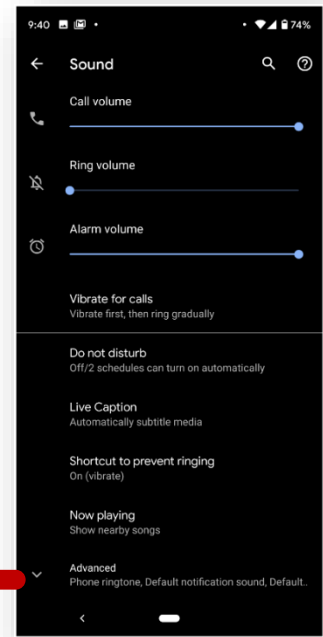 9:40
74%
Sound
Call volume
Ring volume
Alarm volume
Vibrate for calls
Vibrate first, then ring gradually
Do not disturb
Off/2 schedules can turn on automatically
Live Caption
Automatically subtitle media
Shortcut to prevent ringing
On (vibrate)
Now playing
Show nearby songs
Advanced
Phone ringtone, Default notification sound, Default..